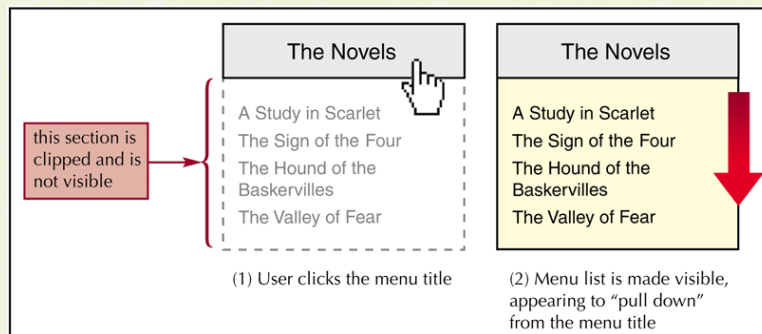 The Novels
A Study in Scarlet
The Sign of the Four
The Hound of the
Baskervilles
The Valley of Fear
this section is
clipped and is
not visible
(1) User clicks the menu title
The Novels
A Study in Scarlet
The Sign of the Four
The Hound of the
Baskervilles
The Valley of Fear
(2) Menu list is made visible,
appearing to “pull down”
from the menu title